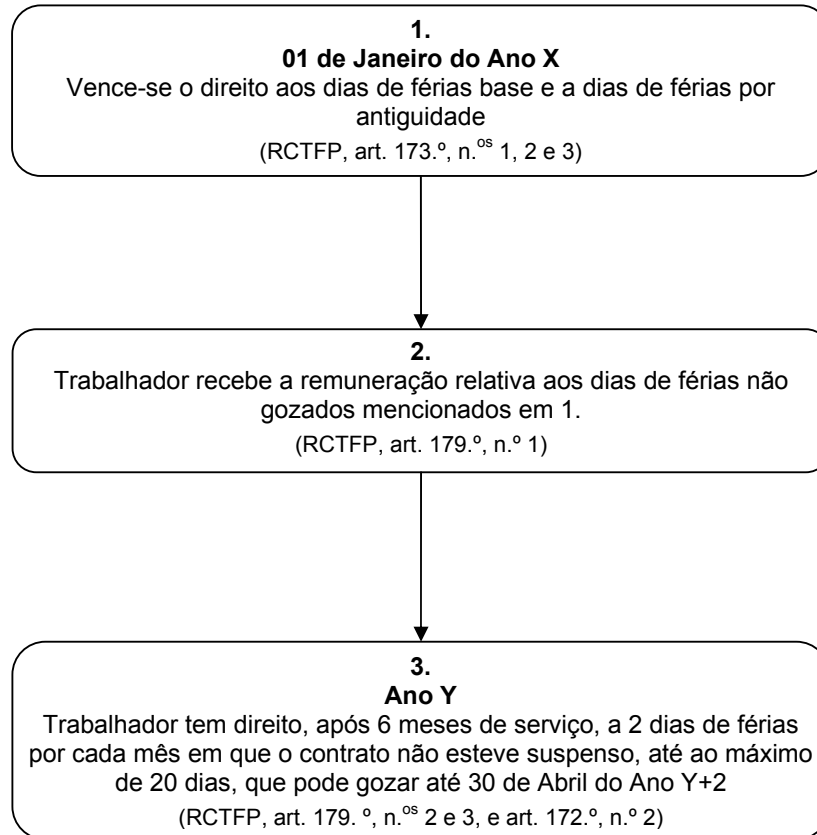 1.
01 de Janeiro do Ano X
Vence-se o direito aos dias de férias base e a dias de férias por
antiguidade
(RCTFP, art. 173.º, n.os 1, 2 e 3)
2.
Trabalhador recebe a remuneração relativa aos dias de férias não
gozados mencionados em 1.
(RCTFP, art. 179.º, n.º 1)
3.
Ano Y
Trabalhador tem direito, após 6 meses de serviço, a 2 dias de férias
por cada mês em que o contrato não esteve suspenso, até ao máximo
de 20 dias, que pode gozar até 30 de Abril do Ano Y+2
(RCTFP, art. 179. º, n.os 2 e 3, e art. 172.º, n.º 2)